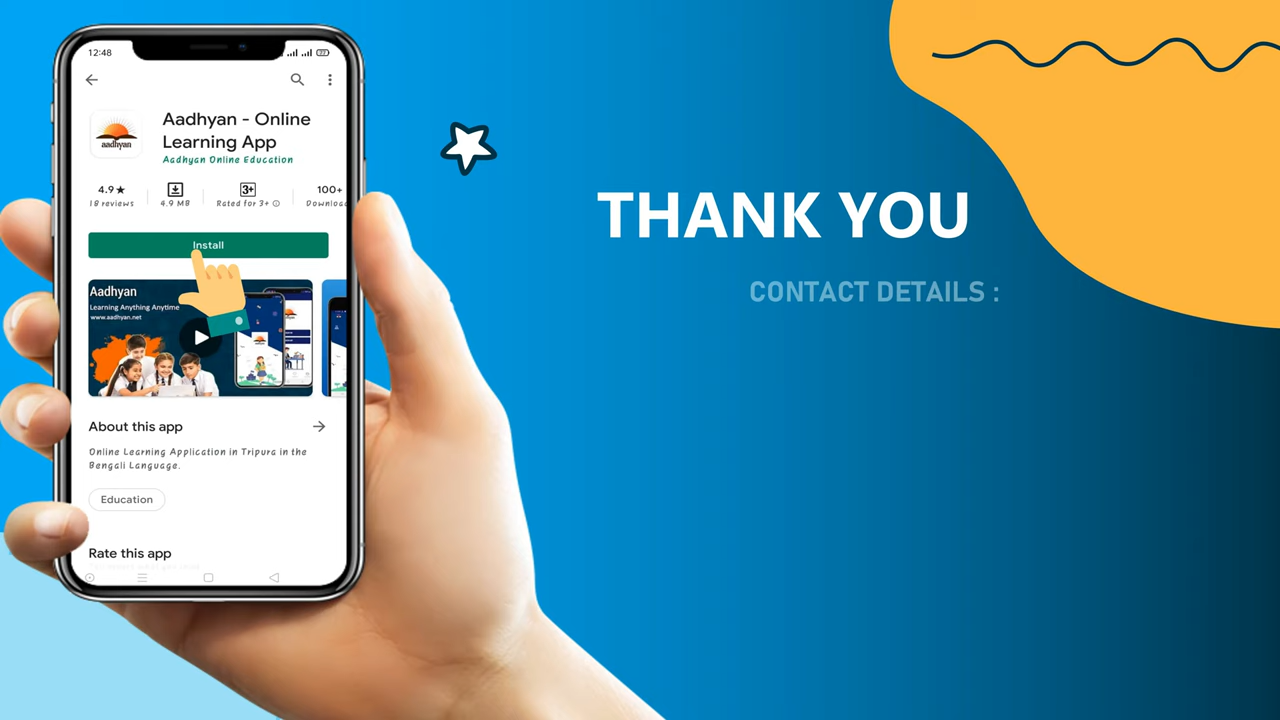 12:48
Aadhyan - Online
Learning App
Aadhyan Online Education
aadhyan
4.9★
18 reviews
4.9 MB
3+
Rated for 3+
100+
Install
Aadhyan
Learning Anything Anytime
www.aadhyan.net
About this app
Online Learning Application in Tripura in the
Bengali Language.
Education
Rate this app
THANK YOU
CONTACT DETAILS :